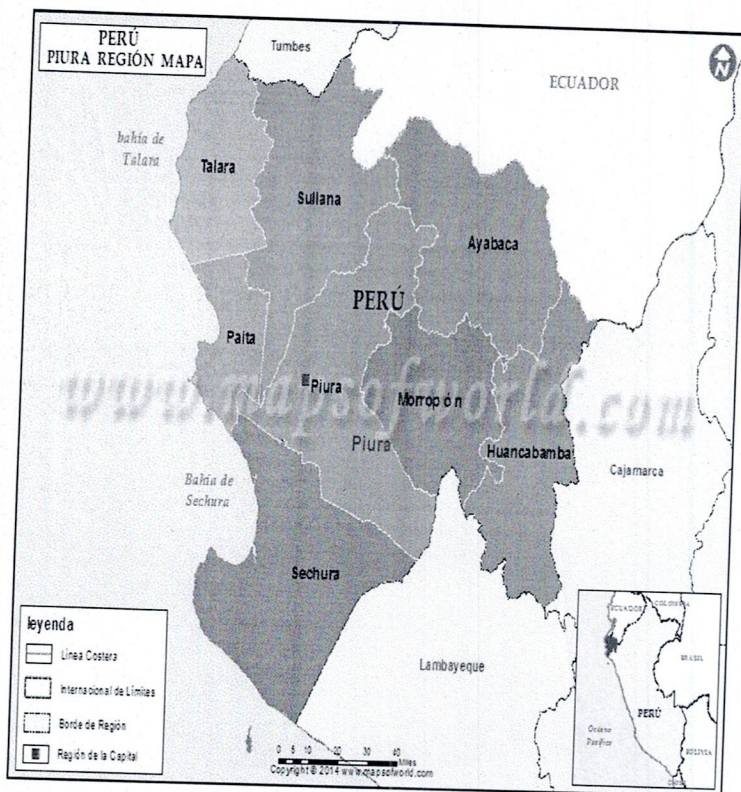 PERÚ
PIURA REGIÓN MAPA
Tumbes
N
ECUADOR
bahía de
Talara
Talara
Sullana
Ayabaca
PERÚ
Paita
Piura
Morropón
www.mapsofworld.com
Piura
Huancabamba
Bahía de
Sechura
Cajamarca
Sechura
Lambayeque
leyenda
Línea Costera
Internacional de Límites
Borde de Región
Región de la Capital
0 5 10 20 30 40
Miles
Copyright © 2014 www.mapsofworld.com
ECUADOR
COLOMBIA
BRASIL
PERÚ
Océano
Pacífico
BOLIVIA